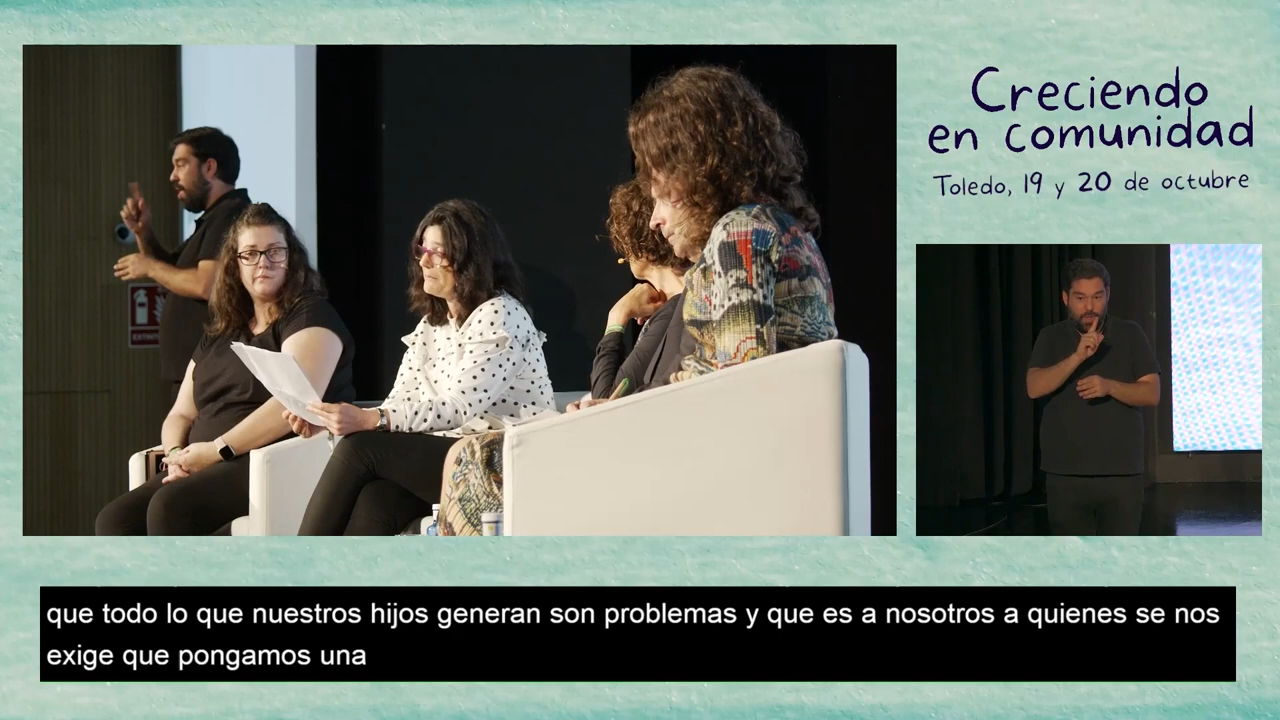 Creciendo
en comunidad
Toledo, 19 y 20 de octubre
EXTINTOR
que todo lo que nuestros hijos generan son problemas y que es a nosotros a quienes se nos
exige que pongamos una